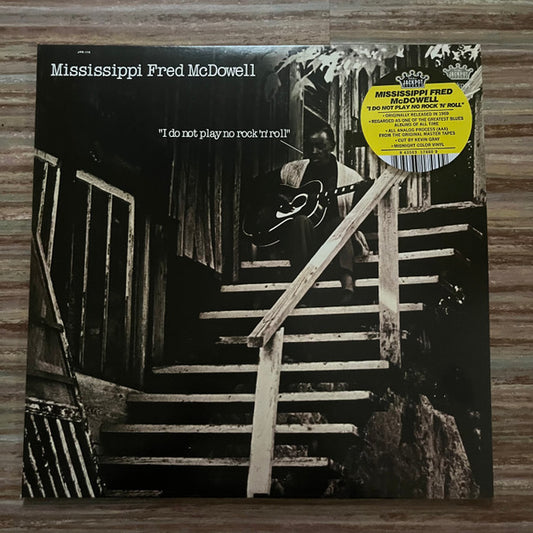 Mississippi Fred McDowell
"I do not play no rock 'n' roll"
JACKPOT
MISSISSIPPI FRED
McDOWELL
"I DO NOT PLAY NO ROCK 'N' ROLL"
• ORIGINALLY RELEASED IN 1969
• REGARDED AS ONE OF THE GREATEST BLUES
ALBUMS OF ALL TIME
• ALL ANALOG PROCESS (AAA)
FROM THE ORIGINAL MASTER TAPES
• CUT BY KEVIN GRAY
• MIDNIGHT COLOR VINYL
JACKPOT